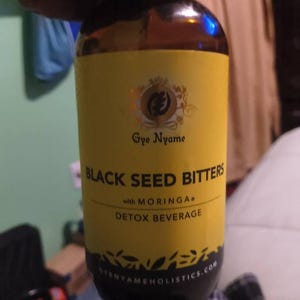 Gye Nyame
BLACK SEED BITTERS
with MORINGA
DETOX BEVERAGE
GYENYAMEHOLISTICS.COM